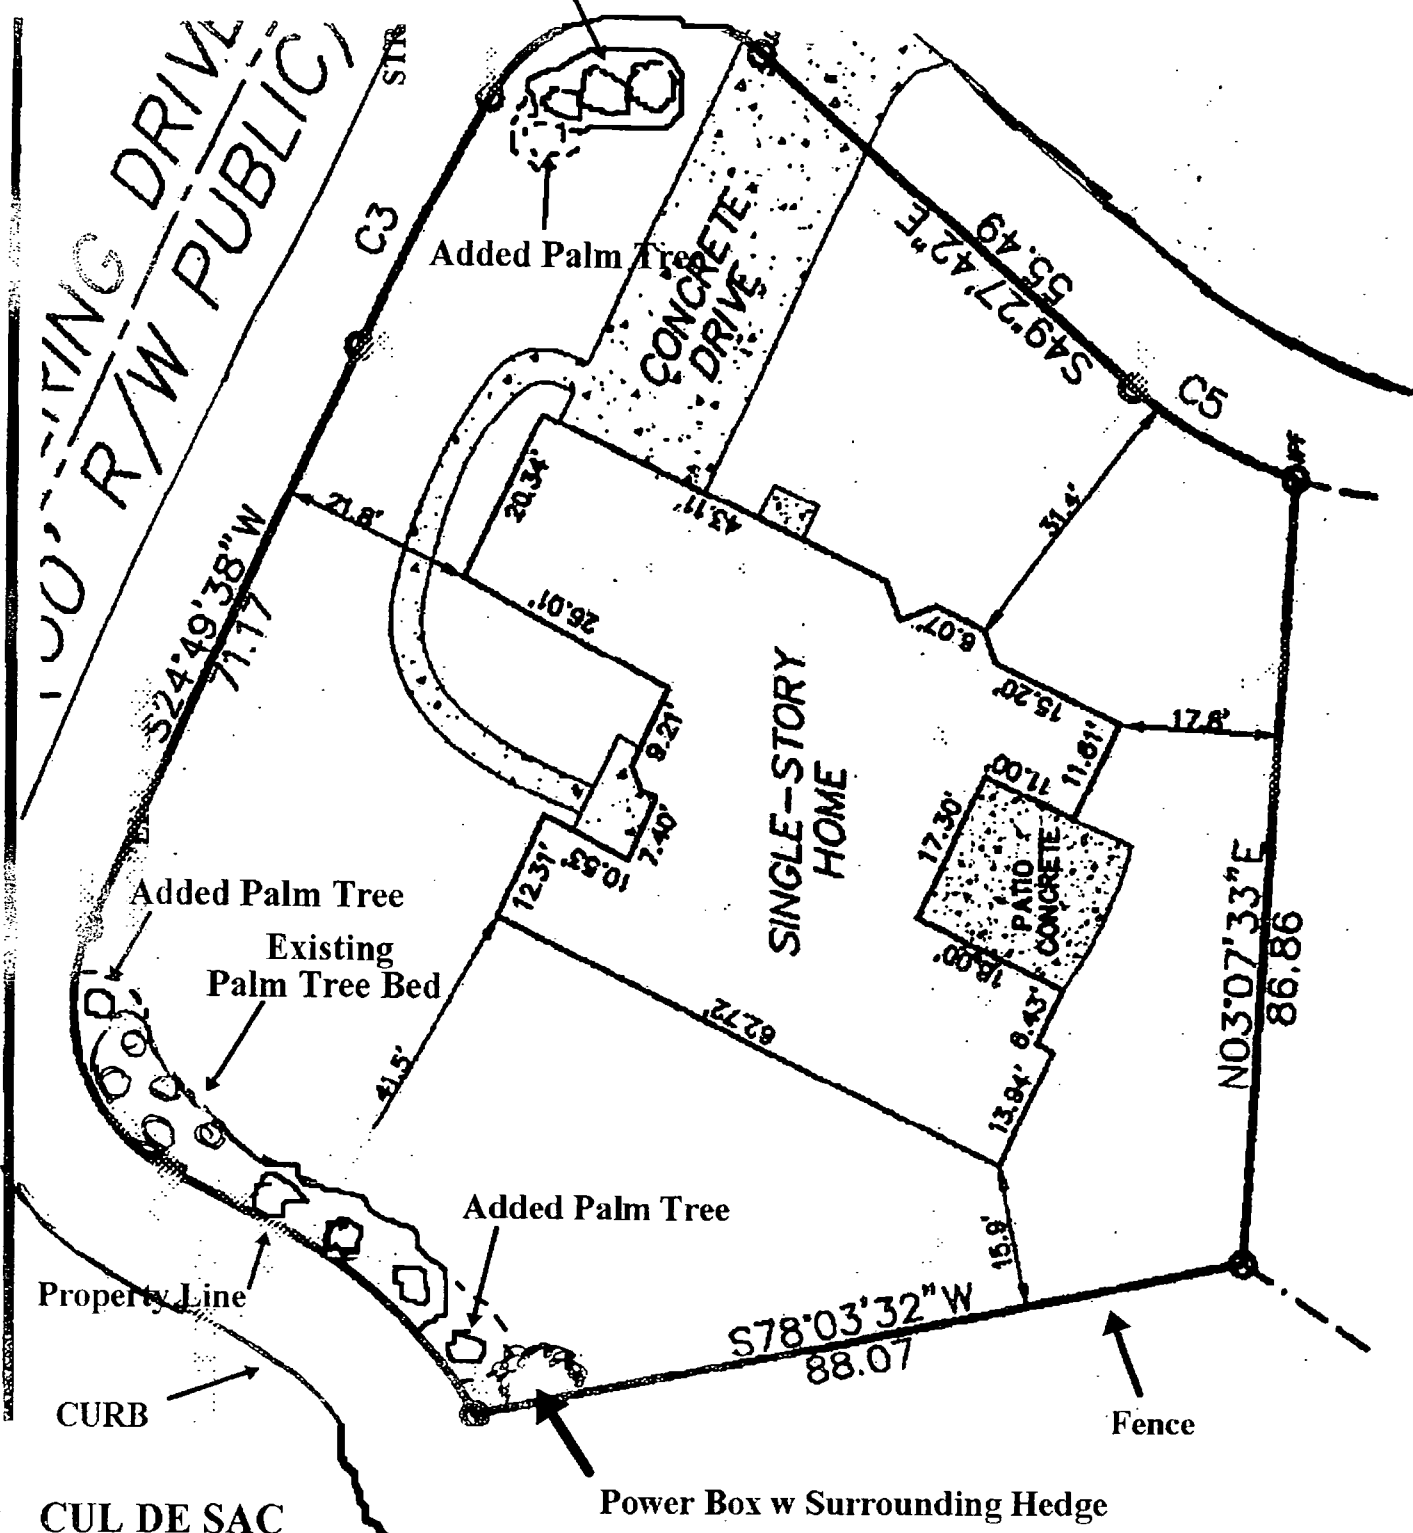 DRIVE
R/W PUBLIC)
STR
C3
Added Palm Tree
CONCRETE
DRIVE
S49°27'42"E
55.49
C5
IPF
21.8'
20.34'
43.11'
31.4'
S24°49'38"W
71.17
26.01'
6.07'
15.20'
17.8'
9.21'
11.61'
SINGLE-STORY
HOME
11.00'
17.30'
7.40'
10.53'
12.31'
PATIO
CONCRETE
N03°07'33"E
86.86
Added Palm Tree
Existing
Palm Tree Bed
18.00'
8.43'
62.72'
41.5'
13.94'
Added Palm Tree
15.9'
Property Line
S78°03'32"W
88.07
CURB
Fence
Power Box w Surrounding Hedge
CUL DE SAC